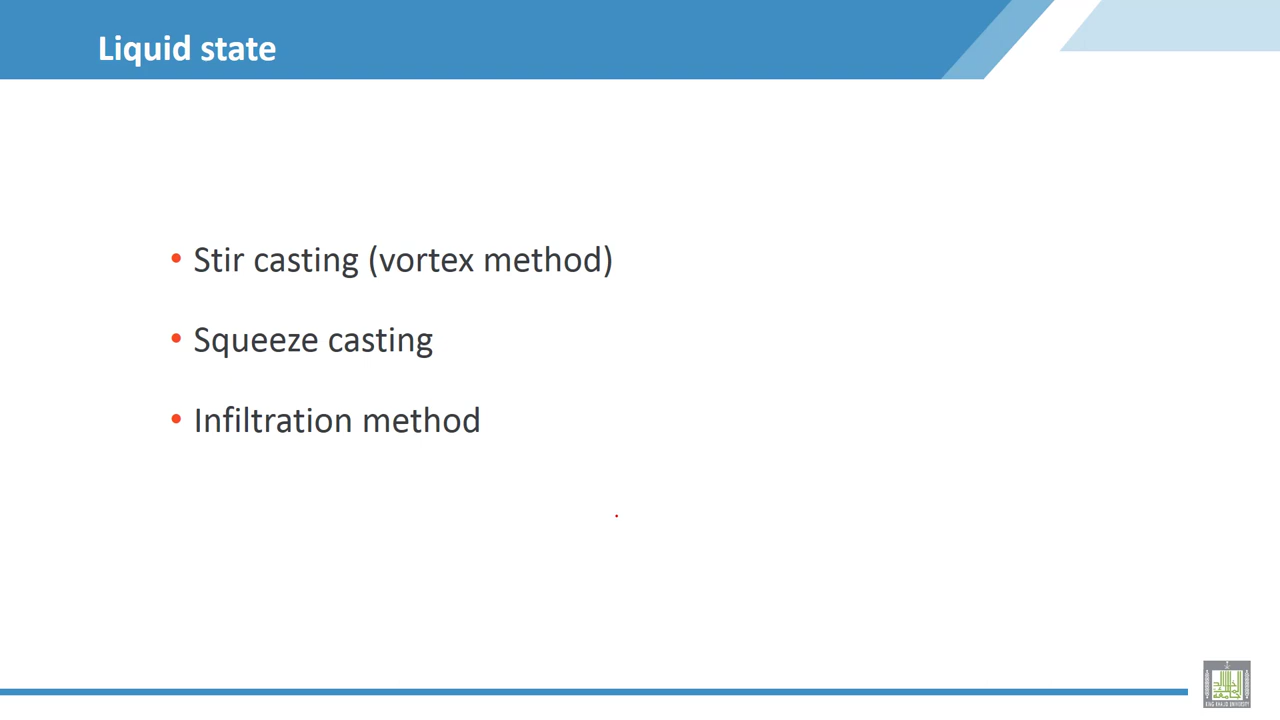 Liquid state
• Stir casting (vortex method)
• Squeeze casting
• Infiltration method